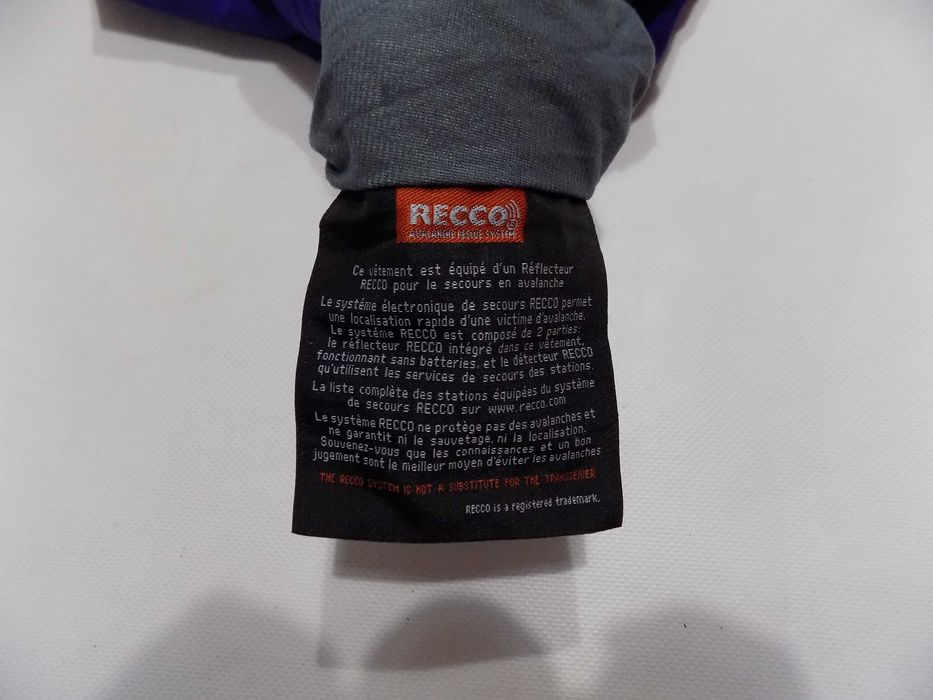 RECCO®
AVALANCHE RESCUE SYSTEM
Ce vêtement est équipé d'un Réflecteur
RECCO pour le secours en avalanche
Le système électronique de secours RECCO permet
une localisation rapide d'une victime d'avalanche.
Le système RECCO est composé de 2 parties:
le réflecteur RECCO intégré dans ce vêtement,
fonctionnant sans batteries, et le détecteur RECCO
qu'utilisent les services de secours des stations.
La liste complète des stations équipées du système
de secours RECCO sur www.recco.com
Le système RECCO ne protège pas des avalanches et
ne garantit ni le sauvetage, ni la localisation.
Souvenez-vous que les connaissances et un bon
jugement sont le meilleur moyen d'éviter les avalanches
THE RECCO SYSTEM IS NOT A SUBSTITUTE FOR THE TRANSCEIVER
RECCO is a registered trademark.